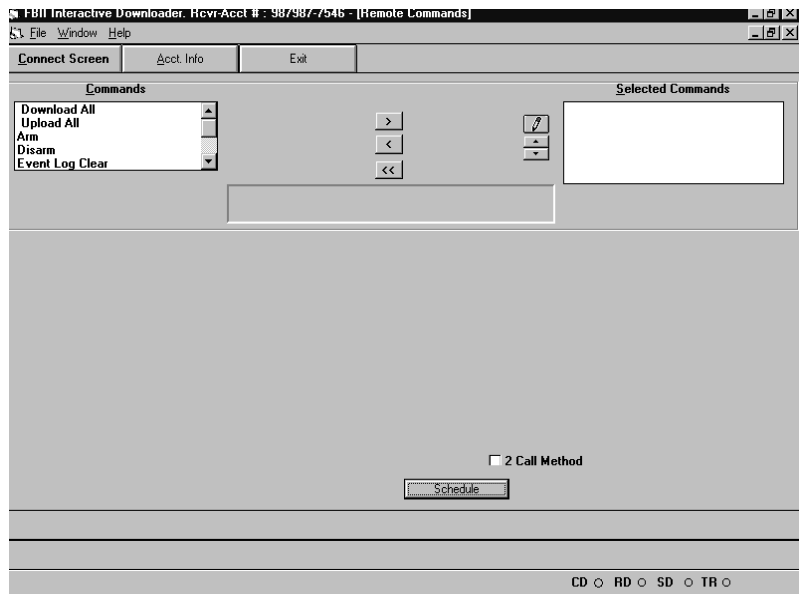 FBII Interactive Downloader. Rcvr-Acct # : 987987-7546 - [Remote Commands]
File Window Help
Connect Screen Acct. Info Exit
Commands
Selected Commands
Download All
Upload All
Arm
Disarm
Event Log Clear
>
<
<<
2 Call Method
Schedule
CD RD SD TR